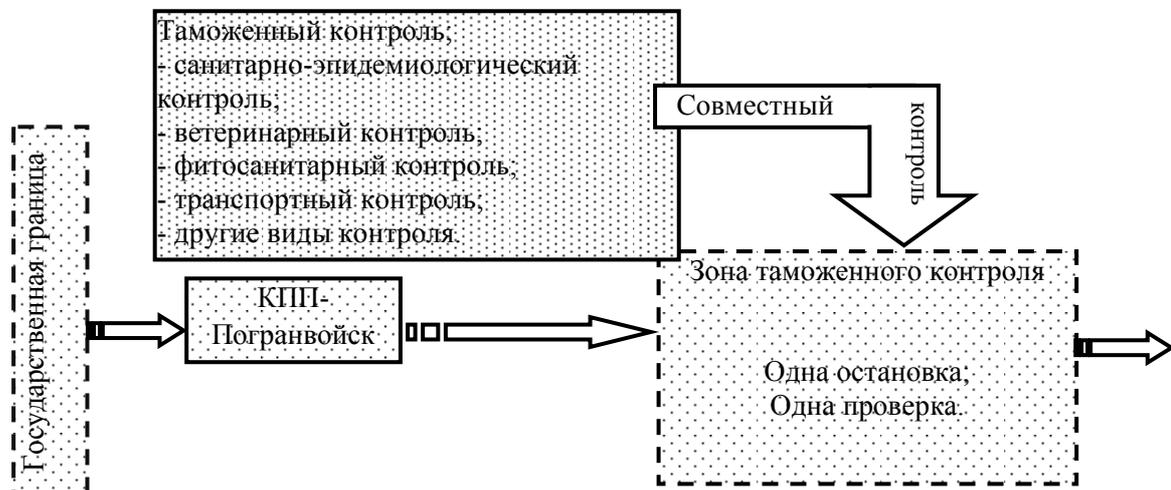 Таможенный контроль;
- санитарно-эпидемиологический
контроль;
- ветеринарный контроль;
- фитосанитарный контроль;
- транспортный контроль;
- другие виды контроля.
Совместный
контроль
Государственная граница
КПП-
Погранвойск
Зона таможенного контроля
Одна остановка;
Одна проверка.